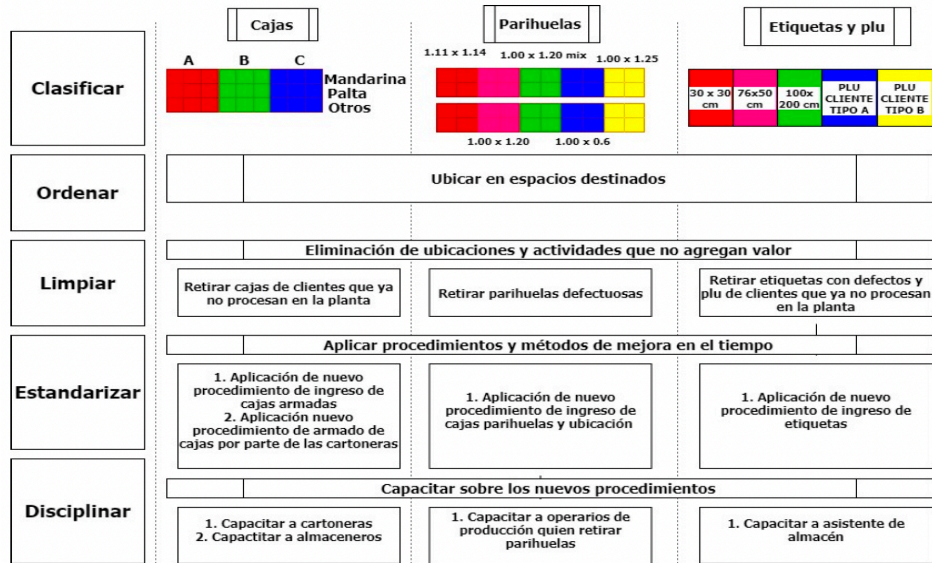 Cajas
Parihuelas
Etiquetas y plu
Clasificar
A B C
Mandarina
Palta
Otros
1.11 x 1.14
1.00 x 1.20 mix
1.00 x 1.25
1.00 x 1.20
1.00 x 0.6
30 x 30
cm
76x50
cm
100x
200 cm
PLU
CLIENTE
TIPO A
PLU
CLIENTE
TIPO B
Ordenar
Ubicar en espacios destinados
Limpiar
Eliminación de ubicaciones y actividades que no agregan valor
Retirar cajas de clientes que ya
no procesan en la planta
Retirar parihuelas defectuosas
Retirar etiquetas con defectos y
plu de clientes que ya no procesan
en la planta
Estandarizar
Aplicar procedimientos y métodos de mejora en el tiempo
1. Aplicación de nuevo
procedimiento de ingreso de
cajas armadas
2. Aplicación nuevo
procedimiento de armado de
cajas por parte de las cartoneras
1. Aplicación de nuevo
procedimiento de ingreso de
cajas parihuelas y ubicación
1. Aplicación de nuevo
procedimiento de ingreso de
etiquetas
Disciplinar
Capacitar sobre los nuevos procedimientos
1. Capacitar a cartoneras
2. Capactitar a almaceneros
1. Capacitar a operarios de
producción quien retirar
parihuelas
1. Capacitar a asistente de
almacén